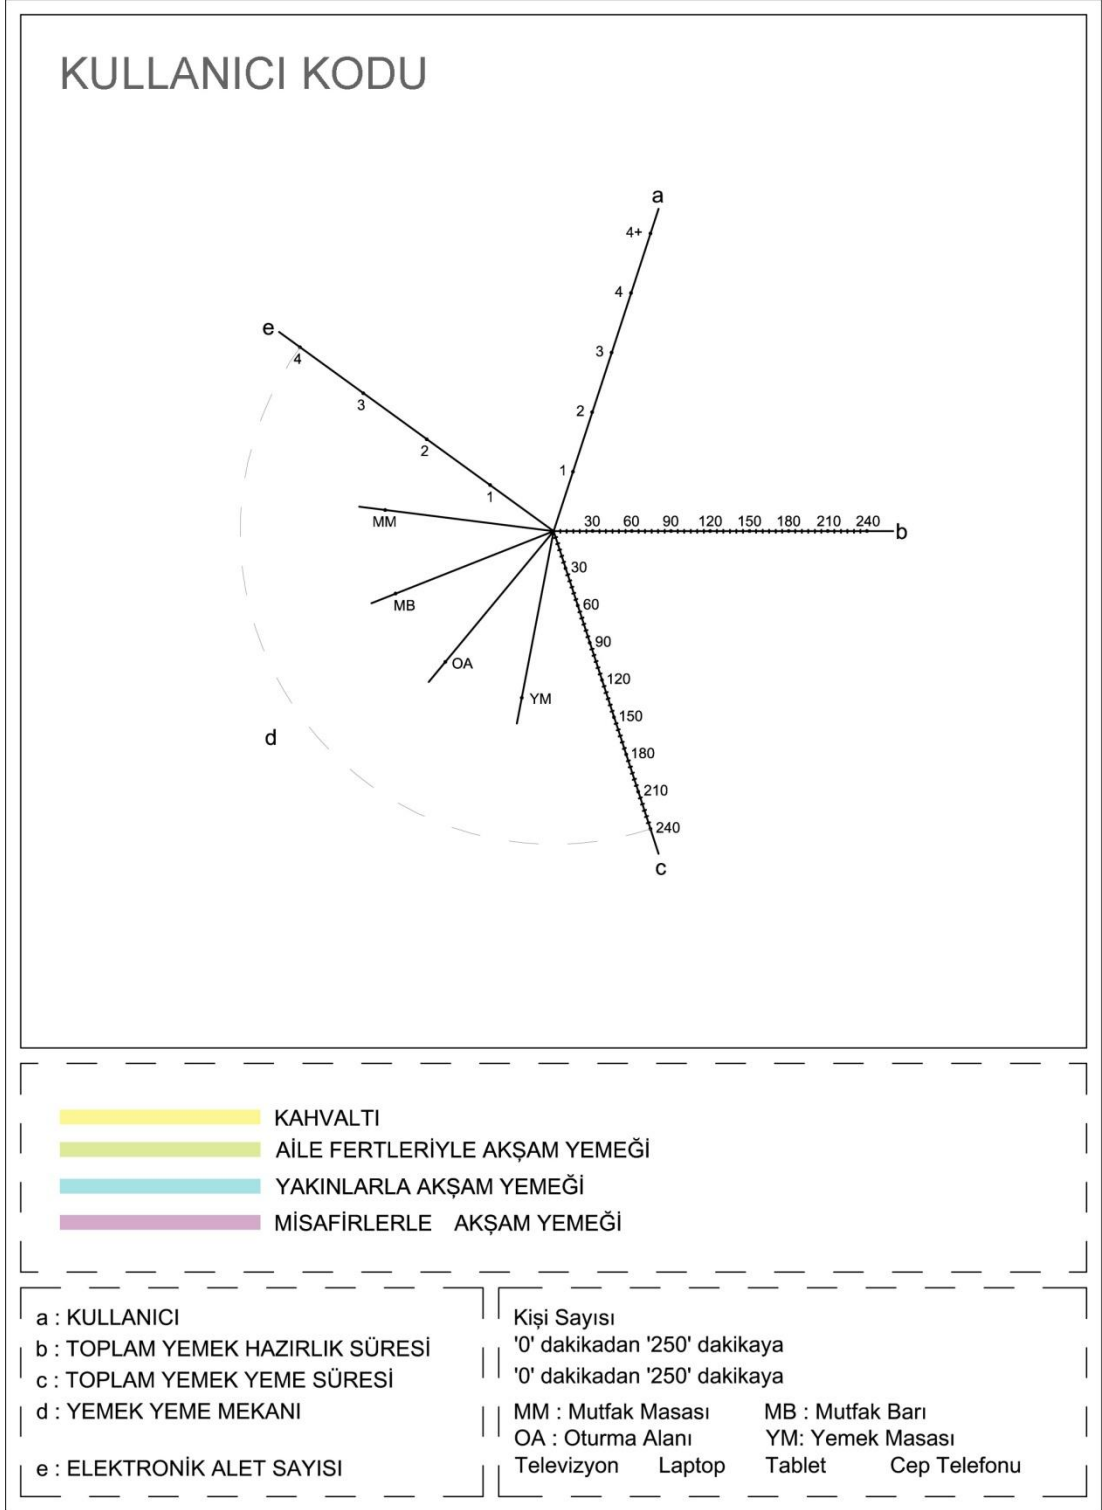 KULLANICI KODU
a
4+
4
3
2
1
e
4
3
2
1
MM
MB
OA
YM
d
30 60 90 120 150 180 210 240
b
30
60
90
120
150
180
210
240
c
KAHVALTI
AİLE FERTLERİYLE AKŞAM YEMEĞİ
YAKINLARLA AKŞAM YEMEĞİ
MİSAFİRLERLE AKŞAM YEMEĞİ
a : KULLANICI
b : TOPLAM YEMEK HAZIRLIK SÜRESİ
c : TOPLAM YEMEK YEME SÜRESİ
d : YEMEK YEME MEKANI
e : ELEKTRONİK ALET SAYISI
Kişi Sayısı
'0' dakikadan '250' dakikaya
'0' dakikadan '250' dakikaya
MM : Mutfak Masası MB : Mutfak Barı
OA : Oturma Alanı YM: Yemek Masası
Televizyon Laptop Tablet Cep Telefonu